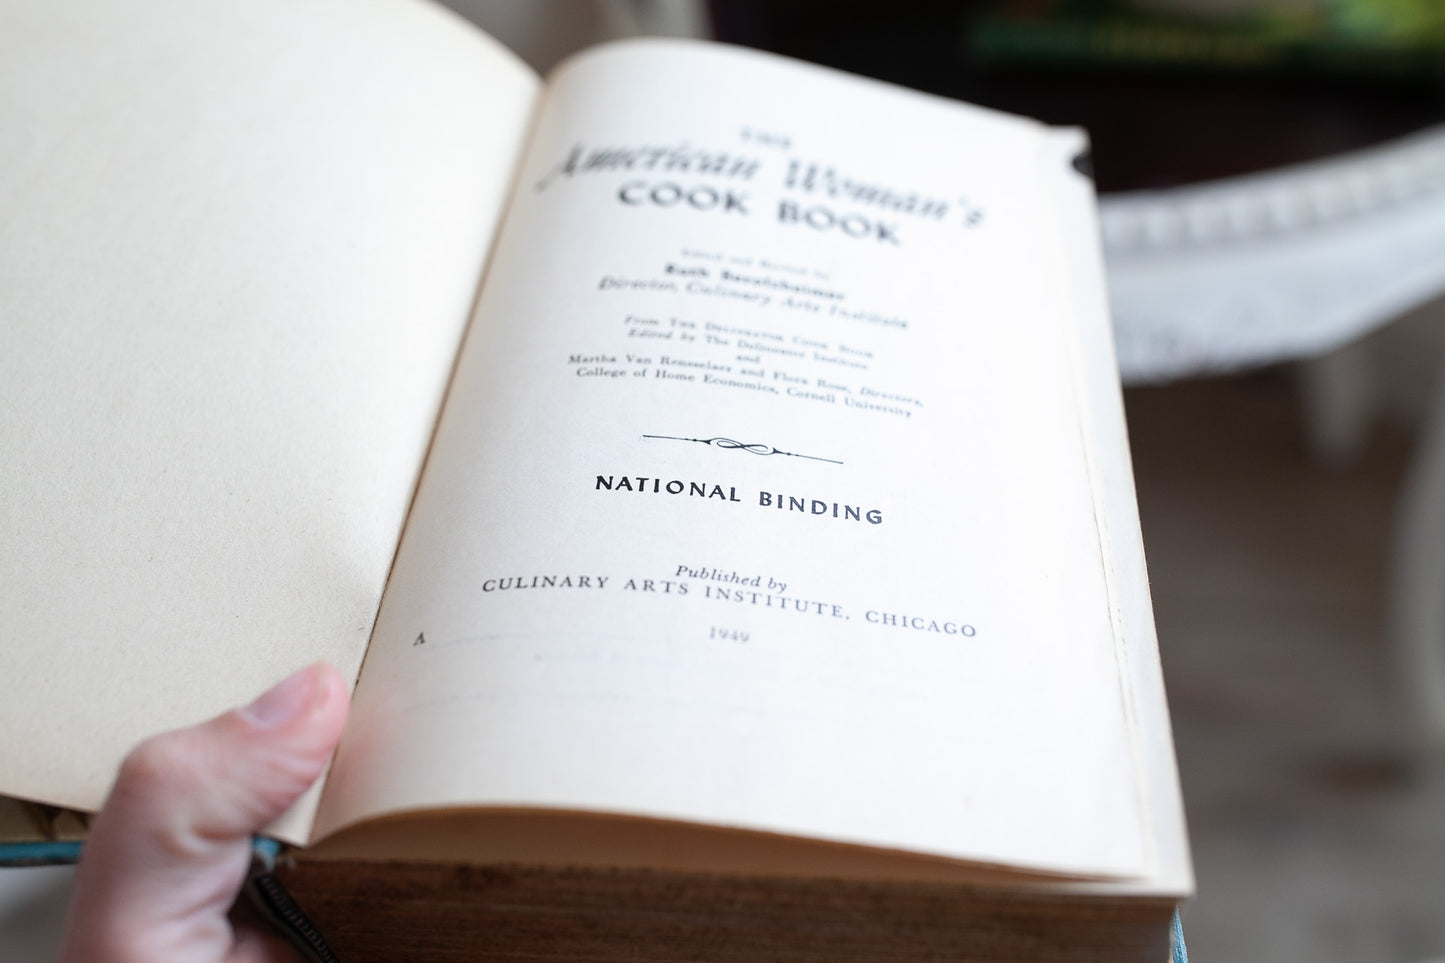 THE
American Woman's
COOK BOOK
Edited and Revised by
Ruth Berolzheimer
Director, Culinary Arts Institute
From The Delineator Cook Book
Edited by The Delineator Institute
and
Martha Van Rensselaer and Flora Rose, Directors,
College of Home Economics, Cornell University
NATIONAL BINDING
Published by
CULINARY ARTS INSTITUTE, CHICAGO
A
1949